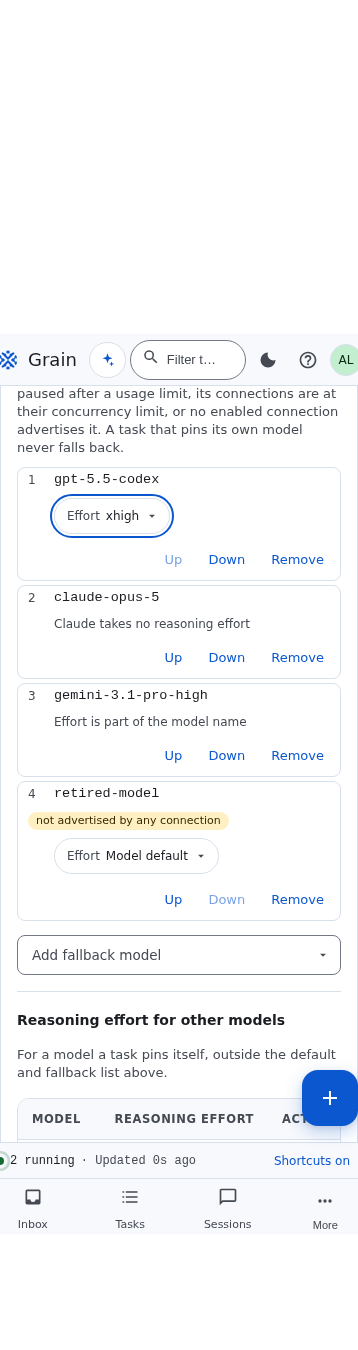 Grain
Filter t…
AL
paused after a usage limit, its connections are at
their concurrency limit, or no enabled connection
advertises it. A task that pins its own model
never falls back.
1 gpt-5.5-codex
Effort xhigh
Up Down Remove
2 claude-opus-5
Claude takes no reasoning effort
Up Down Remove
3 gemini-3.1-pro-high
Effort is part of the model name
Up Down Remove
4 retired-model
not advertised by any connection
Effort Model default
Up Down Remove
Add fallback model
Reasoning effort for other models
For a model a task pins itself, outside the default
and fallback list above.
MODEL REASONING EFFORT
2 running · Updated 0s ago Shortcuts on
Inbox Tasks Sessions More